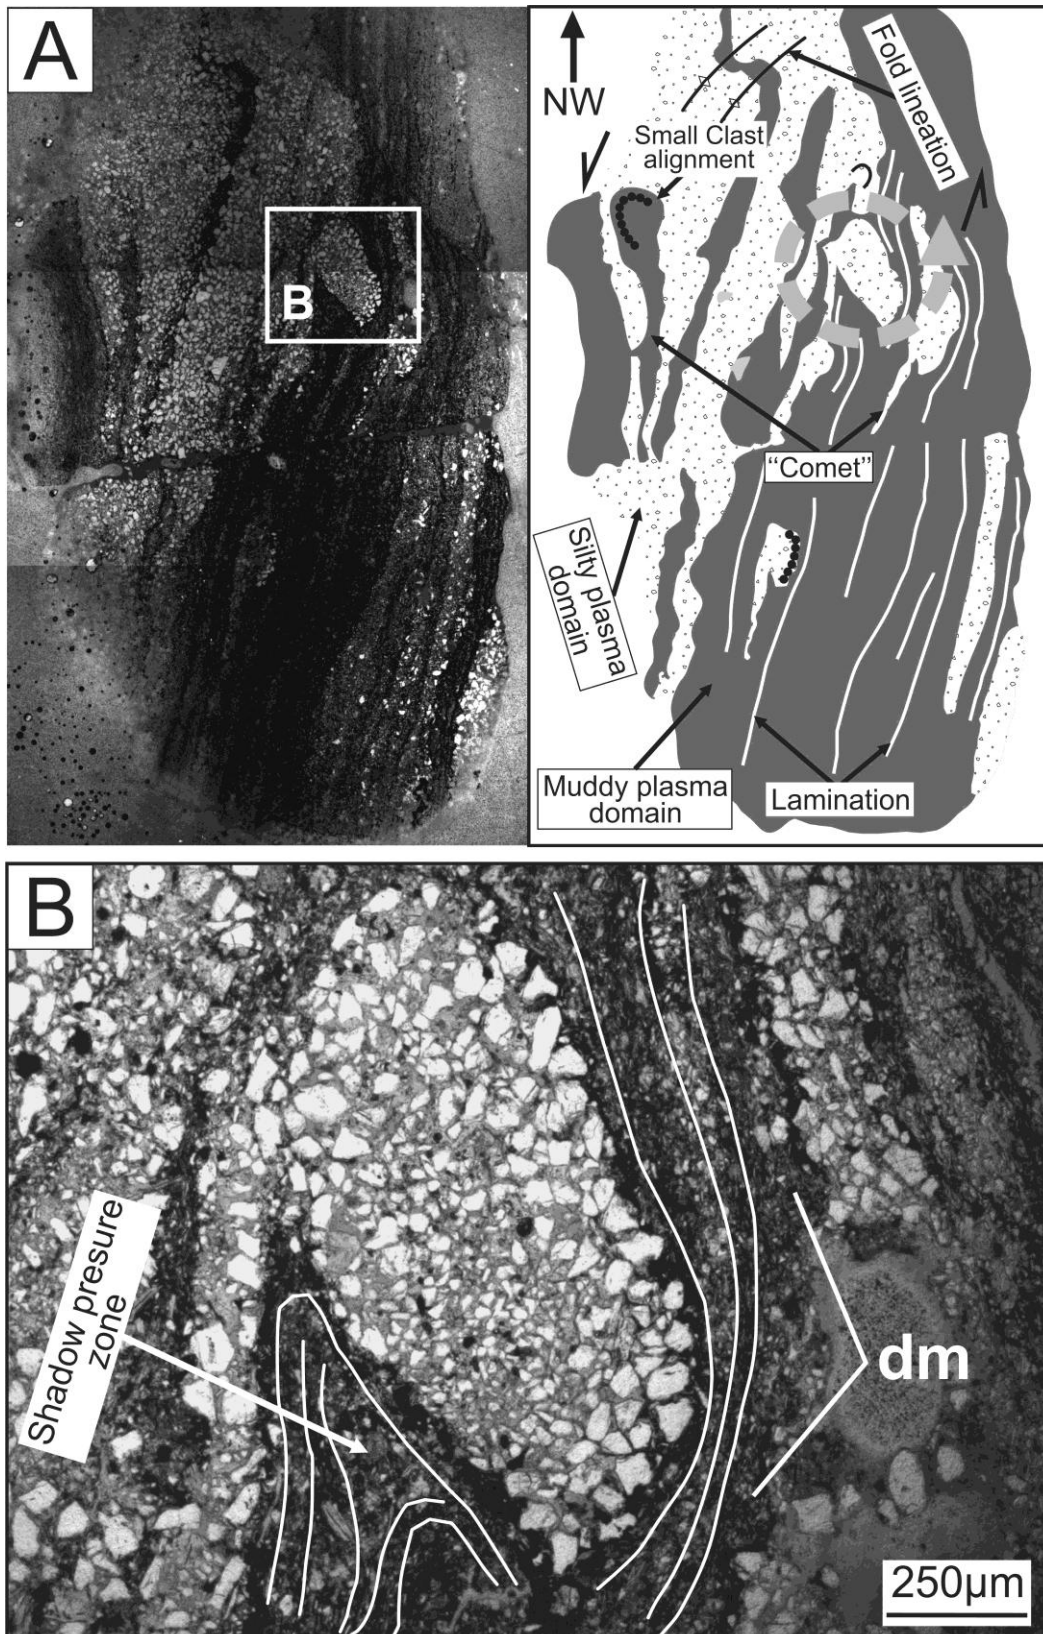 A
B
NW
Fold lineation
Small Clast
alignment
"Comet"
Silty plasma
domain
Muddy plasma
domain
Lamination
B
Shadow presure
zone
dm
250µm